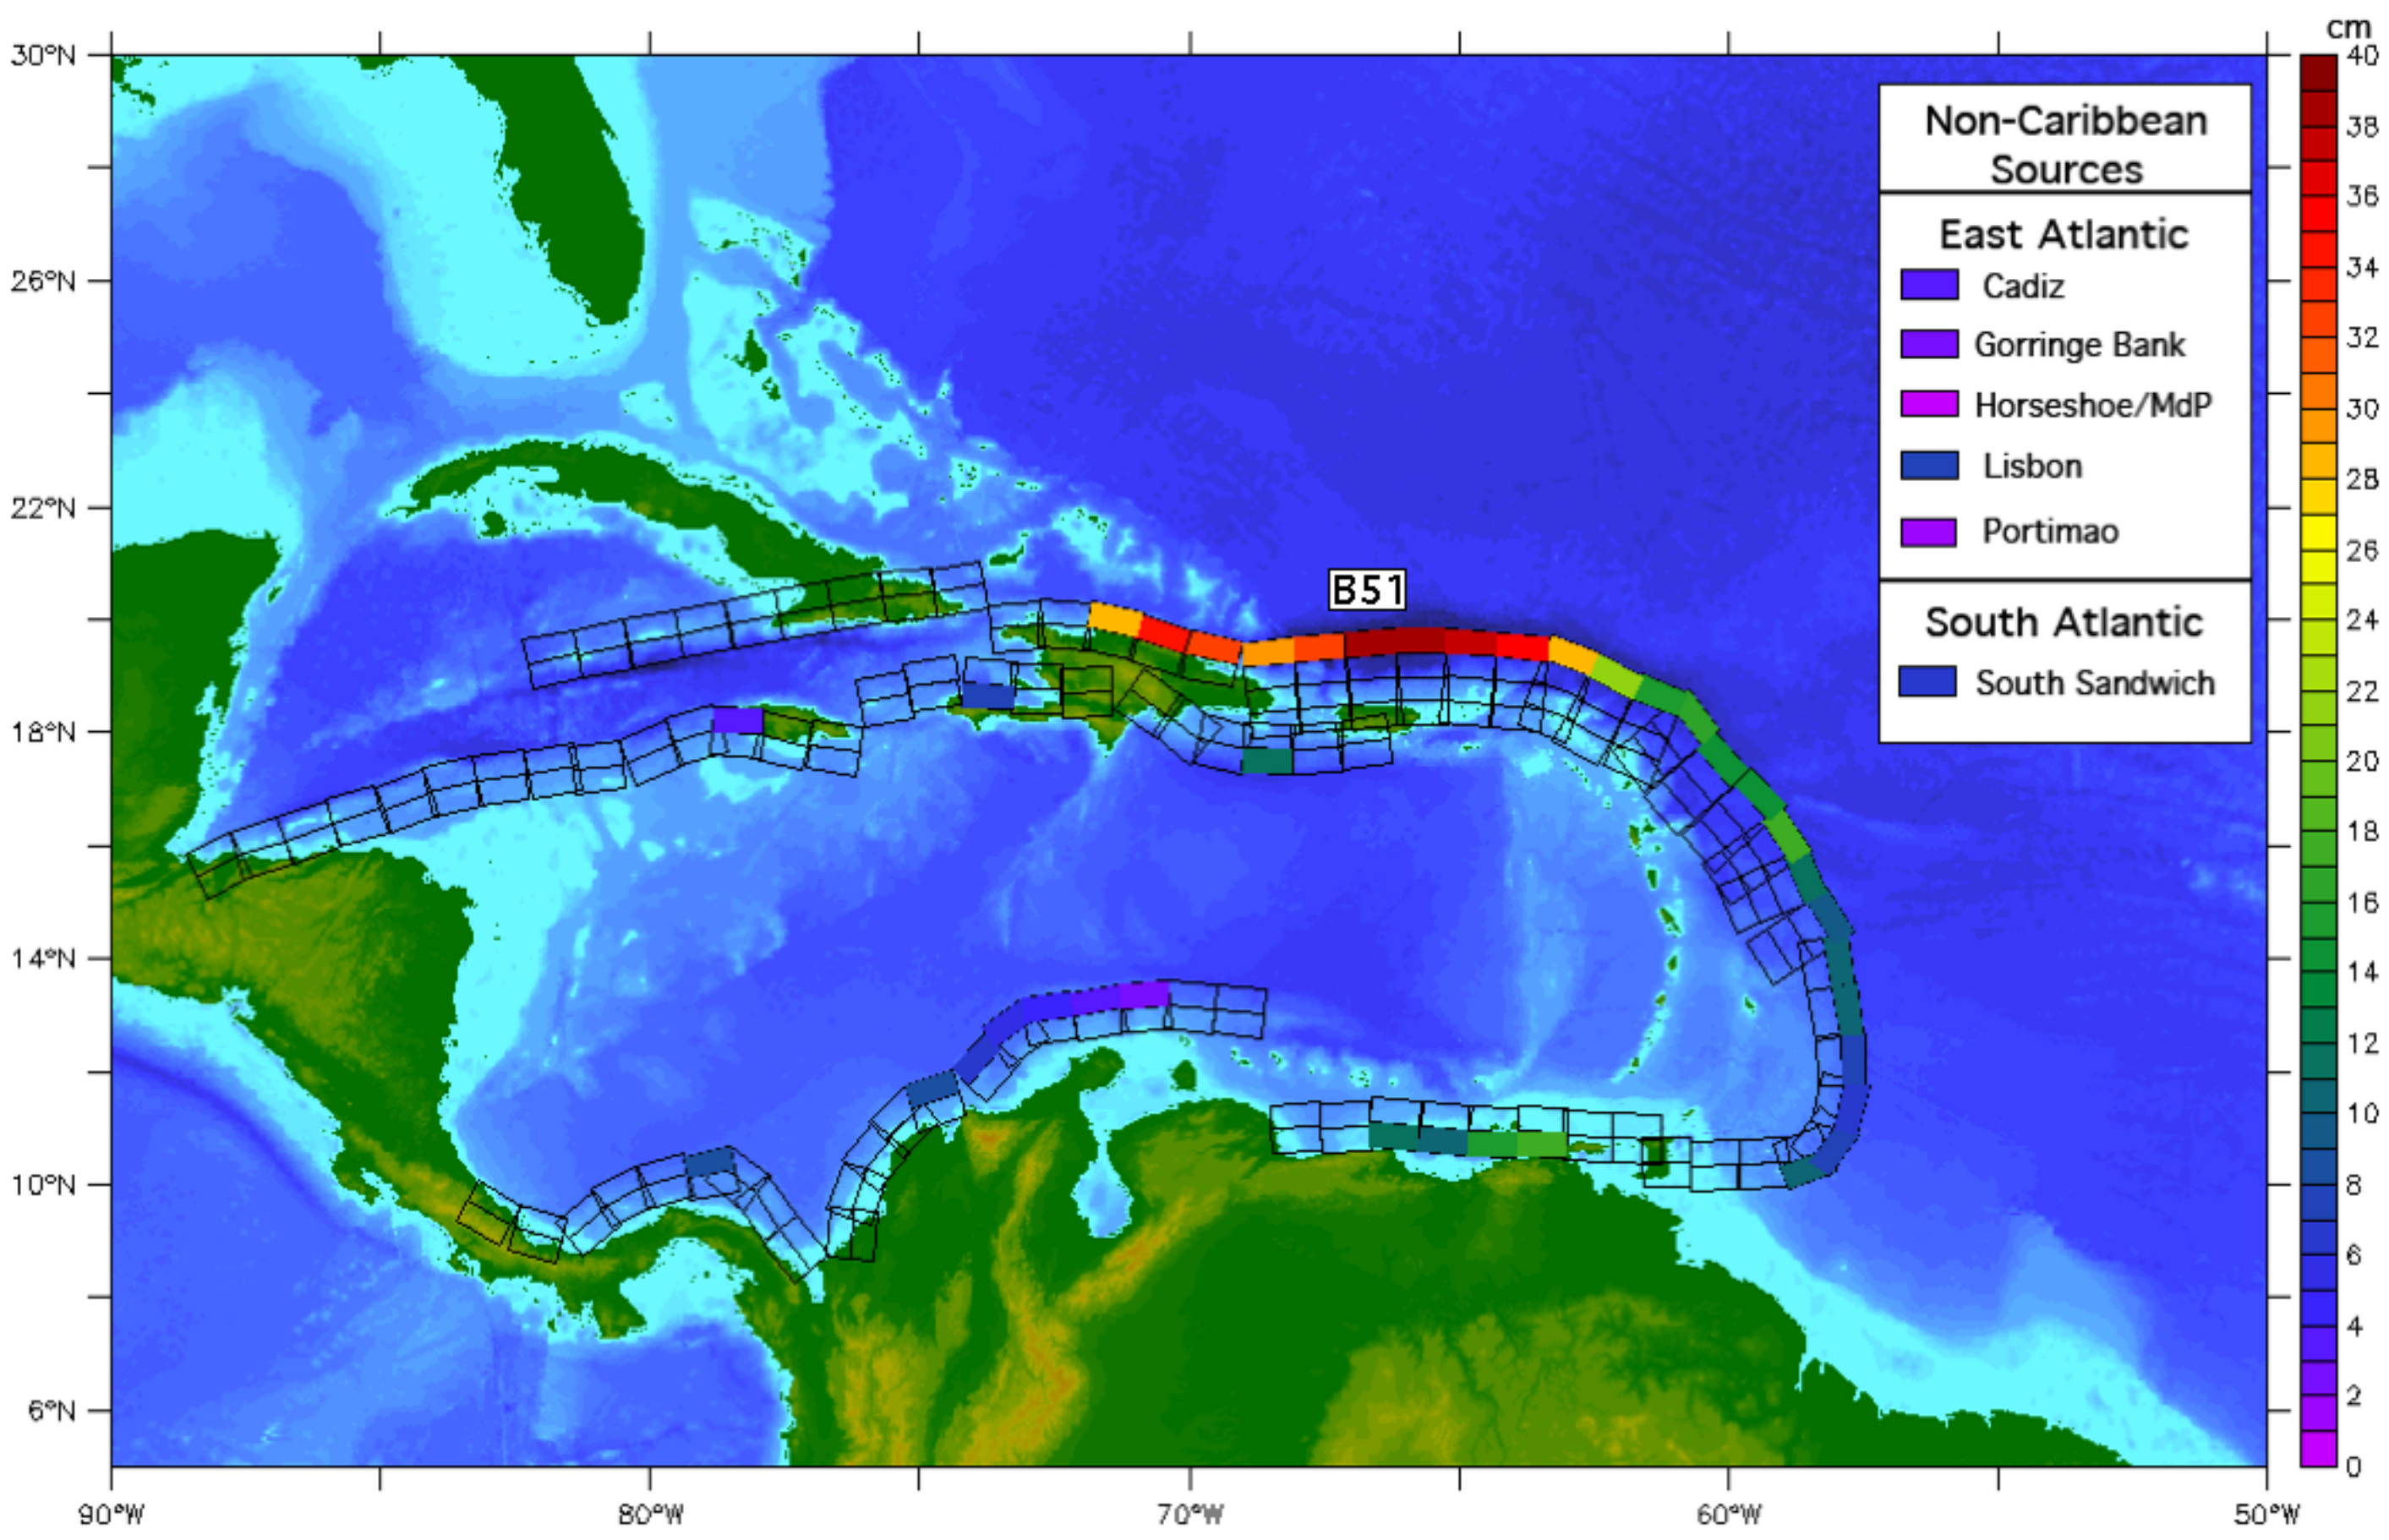 cm
30°N
26°N
22°N
18°N
14°N
10°N
6°N
90°W
80°W
70°W
60°W
50°W
B51
Non-Caribbean
Sources
East Atlantic
Cadiz
Gorringe Bank
Horseshoe/MdP
Lisbon
Portimao
South Atlantic
South Sandwich
40
38
36
34
32
30
28
26
24
22
20
18
16
14
12
10
8
6
4
2
0